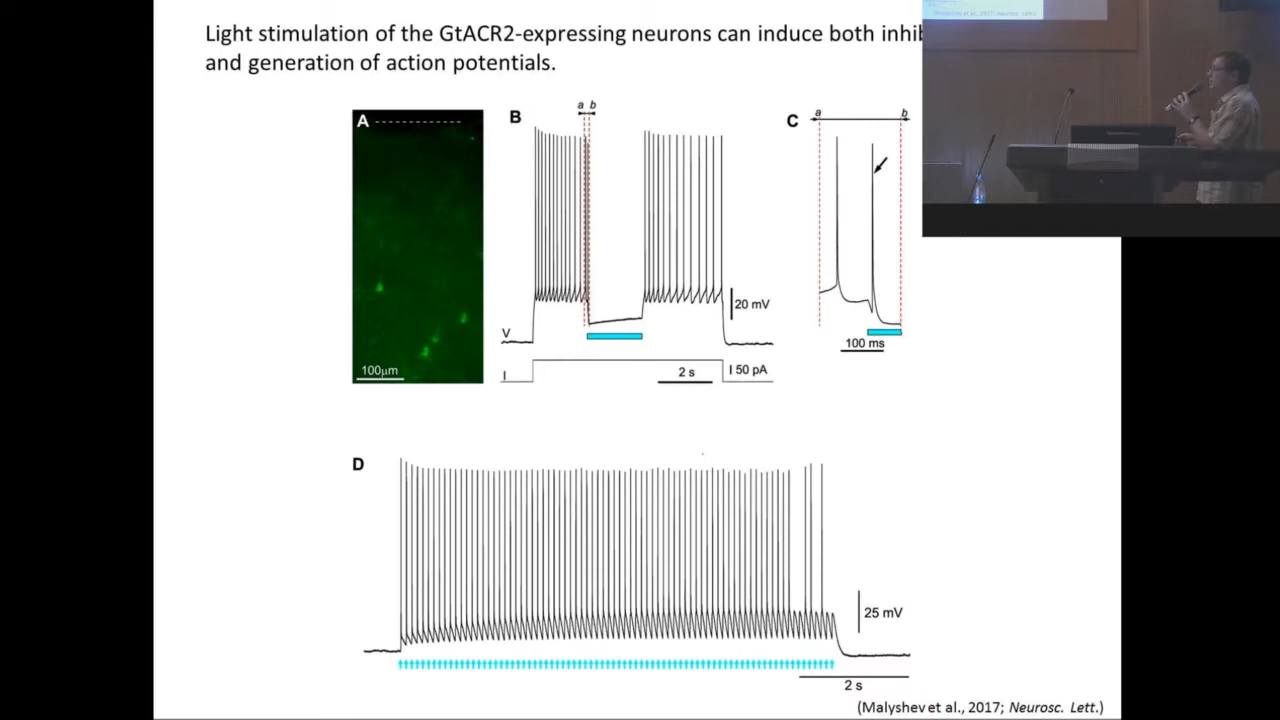 Light stimulation of the GtACR2-expressing neurons can induce both
and generation of action potentials.
A
100μm
B
a b
V
I
20 mV
2 s
50 pA
C
a
b
100 ms
D
25 mV
2 s
(Malyshev et al., 2017; Neurosc. Lett.)